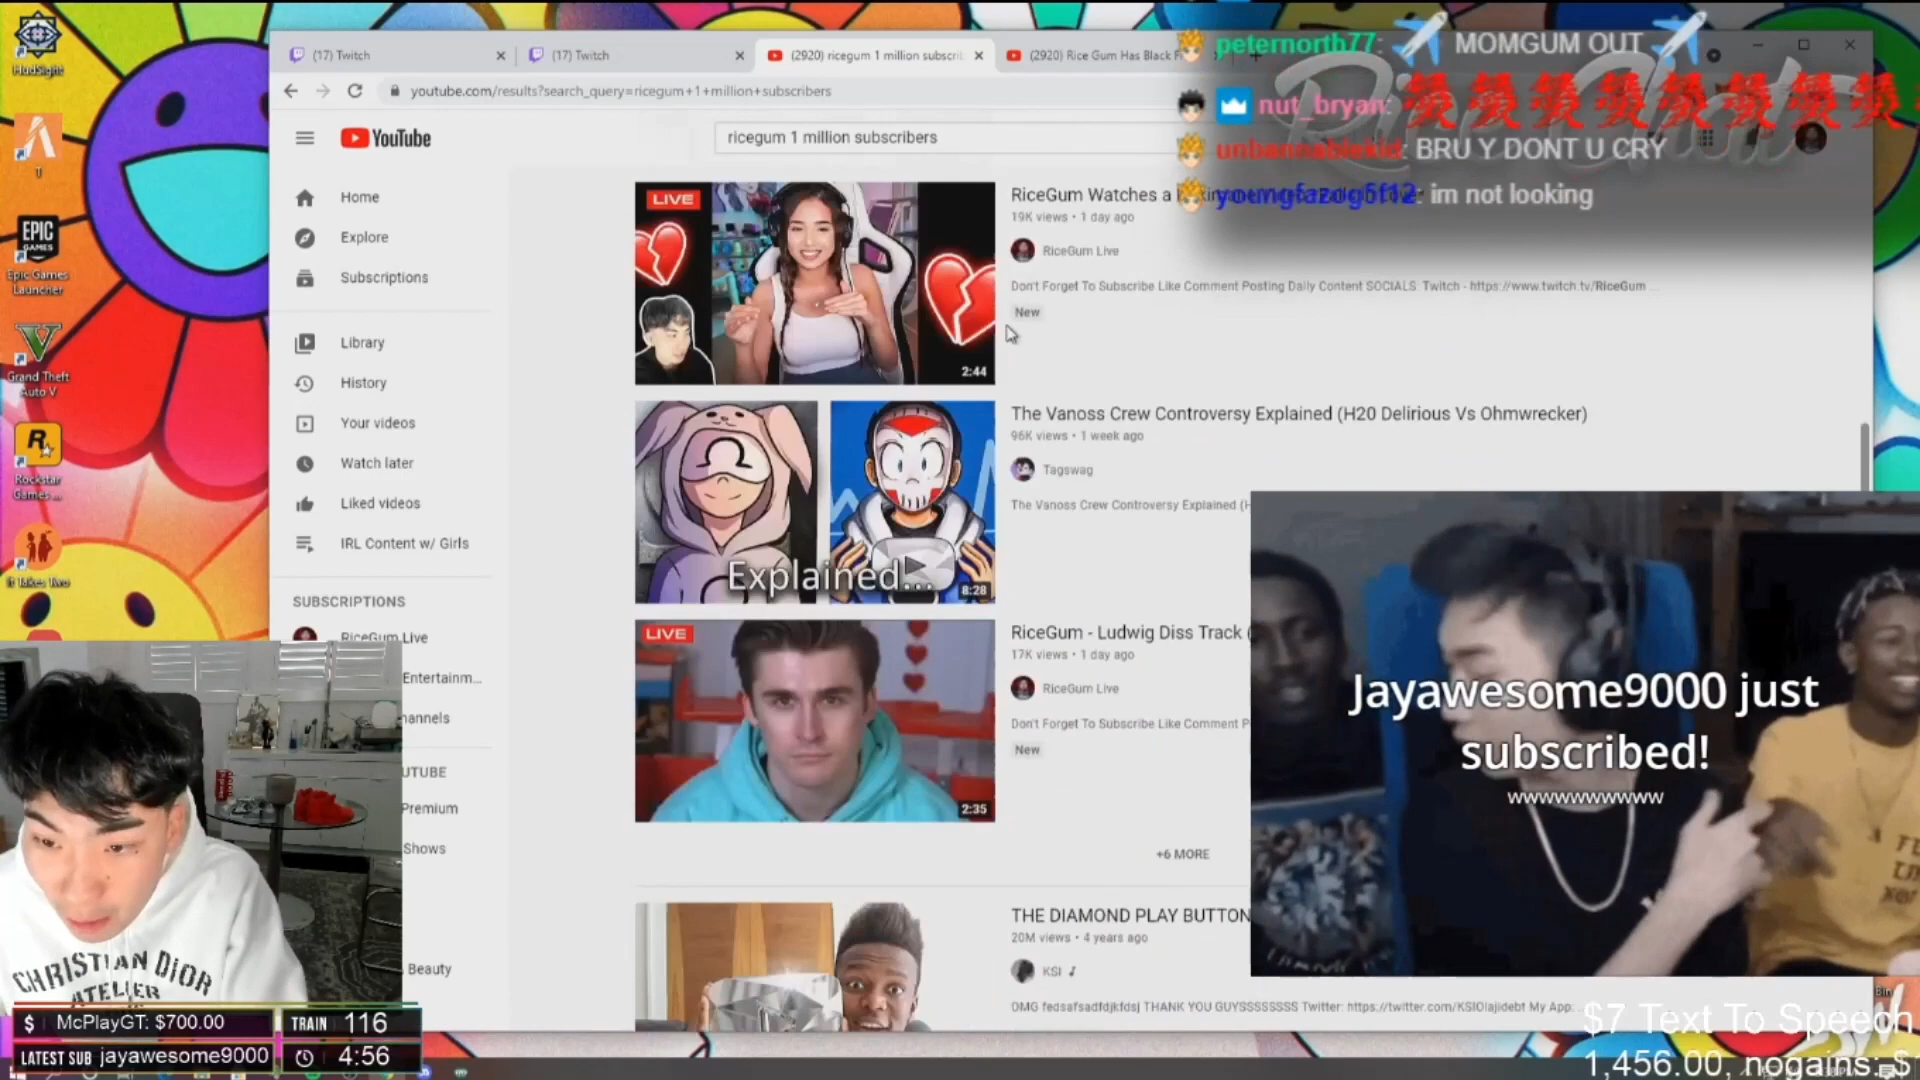 HudSight
(17) Twitch
(17) Twitch
(2920) ricegum 1 million subscri
(2920) Rice Gum Has Black F
youtube.com/results?search_query=ricegum+1+million+subscribers
peternorth77: MOMGUM OUT
nut_bryan:
unbannablekid: BRU Y DONT U CRY
youngfazog5f12: im not looking
YouTube
ricegum 1 million subscribers
1
EPIC GAMES
Epic Games Launcher
Grand Theft Auto V
Rockstar Games ...
It Takes Two
Home
Explore
Subscriptions
Library
History
Your videos
Watch later
Liked videos
IRL Content w/ Girls
SUBSCRIPTIONS
RiceGum Live
Entertainm...
hannels
UTUBE
Premium
Shows
Beauty
LIVE
2:44
RiceGum Watches a
19K views • 1 day ago
RiceGum Live
Don't Forget To Subscribe Like Comment Posting Daily Content SOCIALS: Twitch - https://www.twitch.tv/RiceGum ...
New
Explained...
8:28
The Vanoss Crew Controversy Explained (H20 Delirious Vs Ohmwrecker)
96K views • 1 week ago
Tagswag
The Vanoss Crew Controversy Explained (H
LIVE
2:35
RiceGum - Ludwig Diss Track (
17K views • 1 day ago
RiceGum Live
Don't Forget To Subscribe Like Comment P
New
+6 MORE
THE DIAMOND PLAY BUTTON
20M views • 4 years ago
KSI
OMG fedsafsadfdjkfdsj THANK YOU GUYSSSSSSSS Twitter: https://twitter.com/KSIOlajidebt My App:...
Jayawesome9000 just
subscribed!
wwwwwwwwww
CHRISTIAN DIOR
ATELIER
$ McPlayGT: $700.00
TRAIN 116
LATEST SUB jayawesome9000
4:56
Bin
$7 Text To Speech
1,456.00, nogains: $